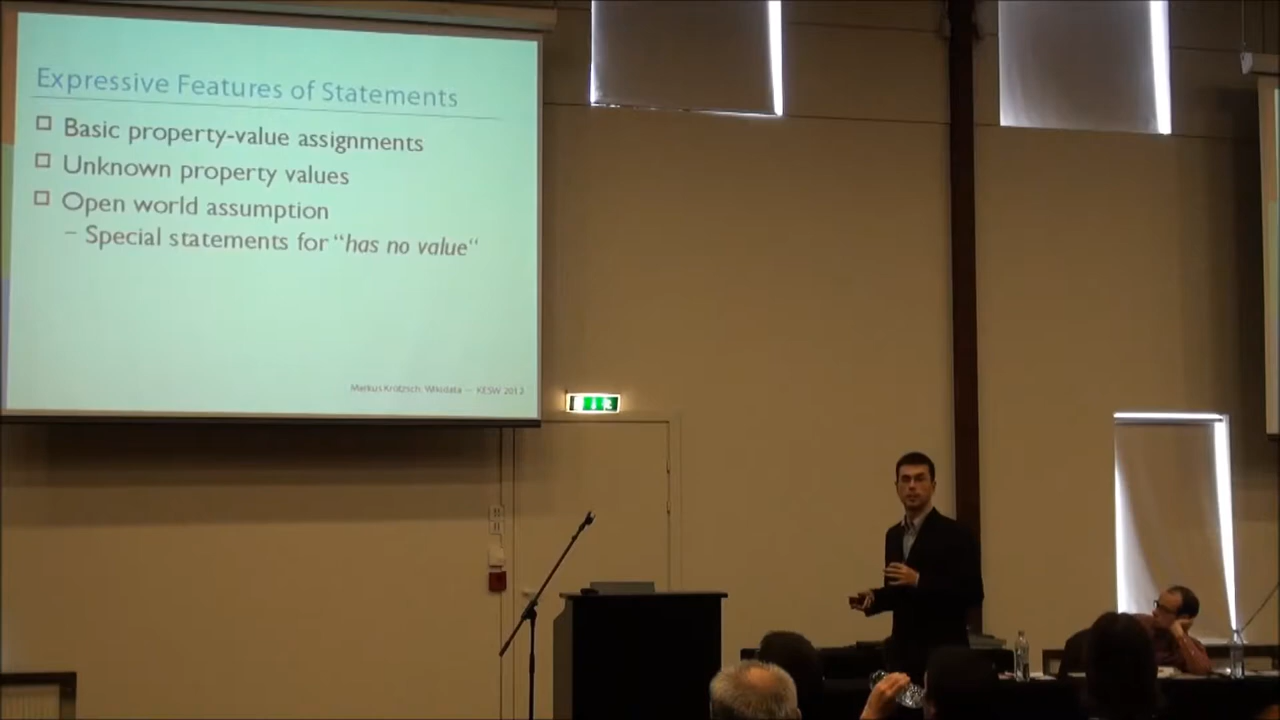 Expressive Features of Statements
Basic property-value assignments
Unknown property values
Open world assumption
– Special statements for “has no value“
Markus Krötzsch: Wikidata — KESW 2013